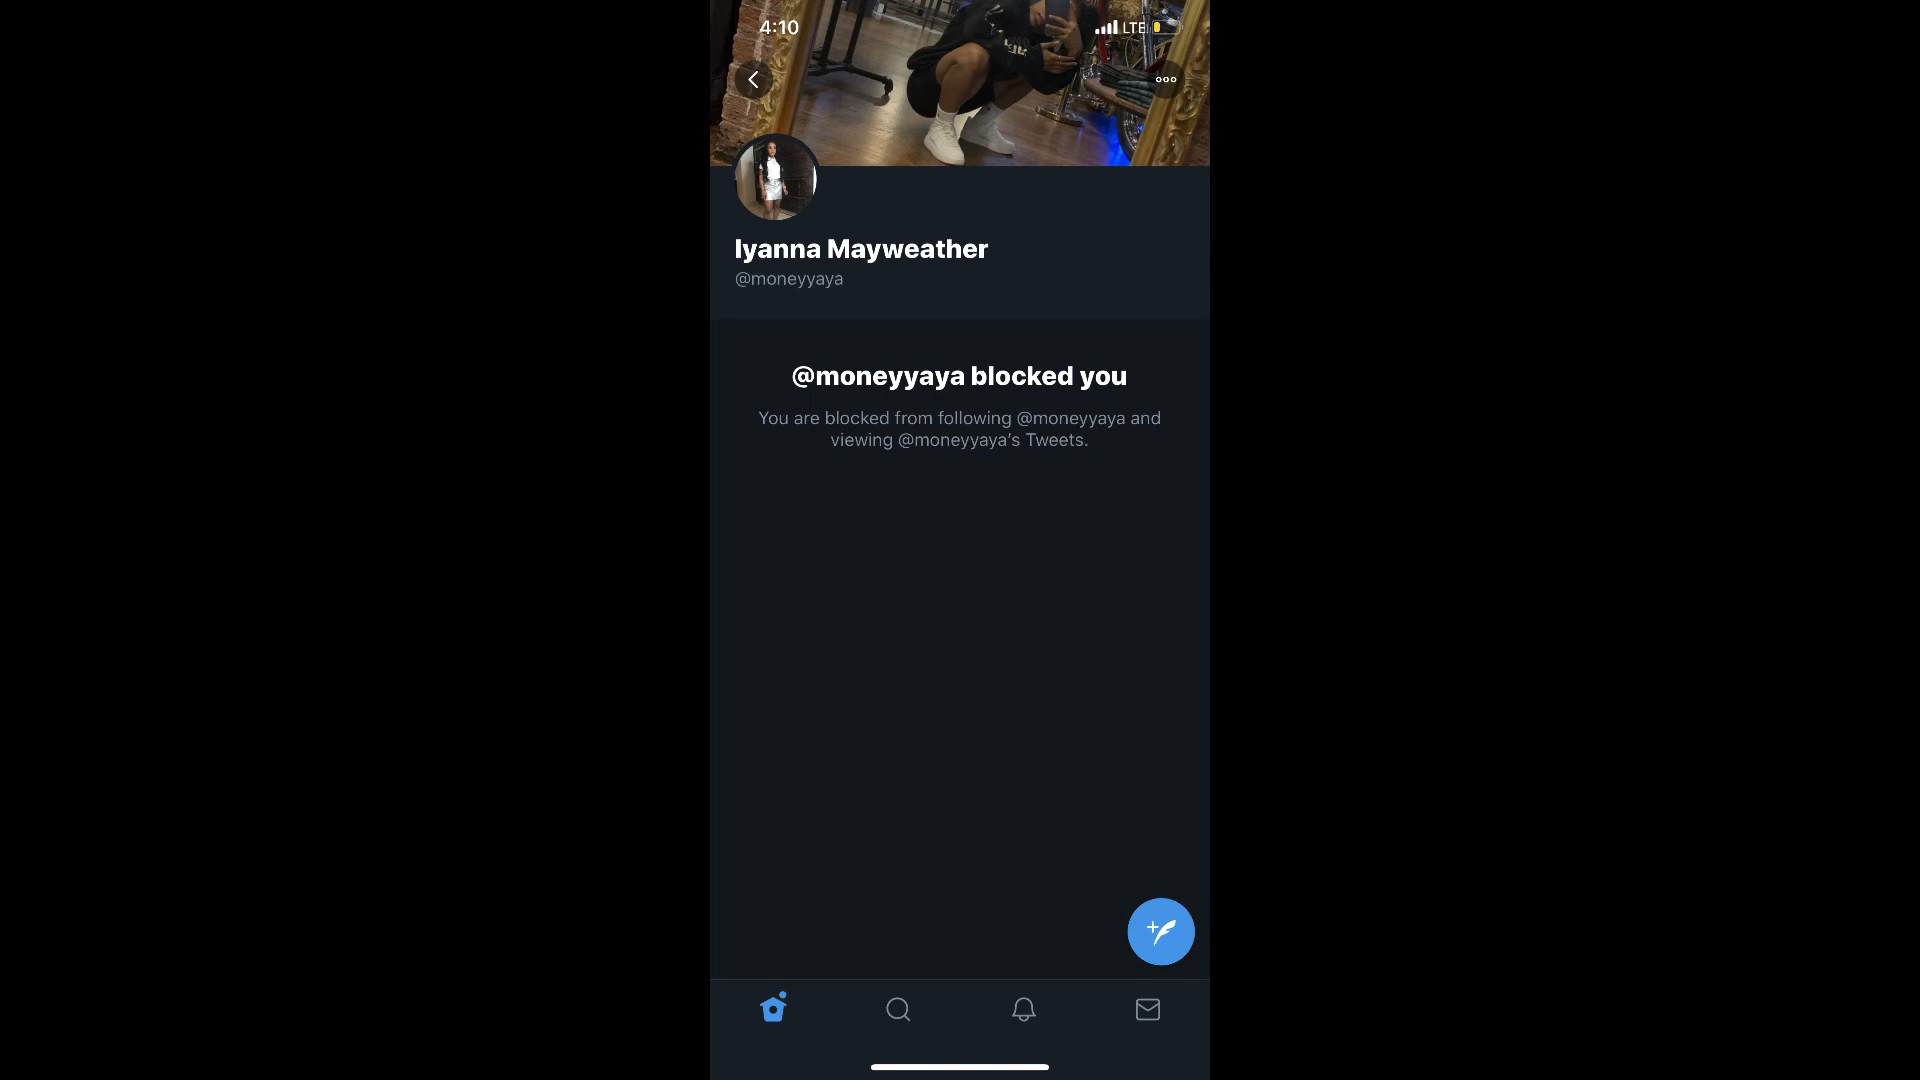 4:10
LTE
Iyanna Mayweather
@moneyyaya
@moneyyaya blocked you
You are blocked from following @moneyyaya and
viewing @moneyyaya’s Tweets.